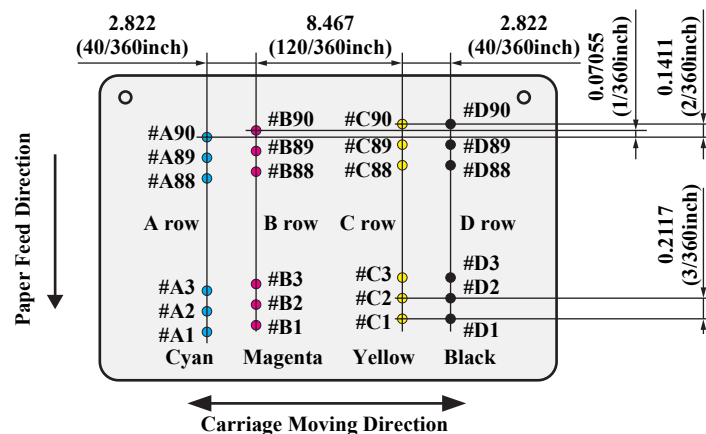 2.822
(40/360inch)
8.467
(120/360inch)
2.822
(40/360inch)
0.07055
(1/360inch)
0.1411
(2/360inch)
#A90
#B90
#C90
#D90
#A89
#B89
#C89
#D89
#A88
#B88
#C88
#D88
Paper Feed Direction
A row
B row
C row
D row
0.2117
(3/360inch)
#A3
#B3
#C3
#D3
#A2
#B2
#C2
#D2
#A1
#B1
#C1
#D1
Cyan
Magenta
Yellow
Black
Carriage Moving Direction